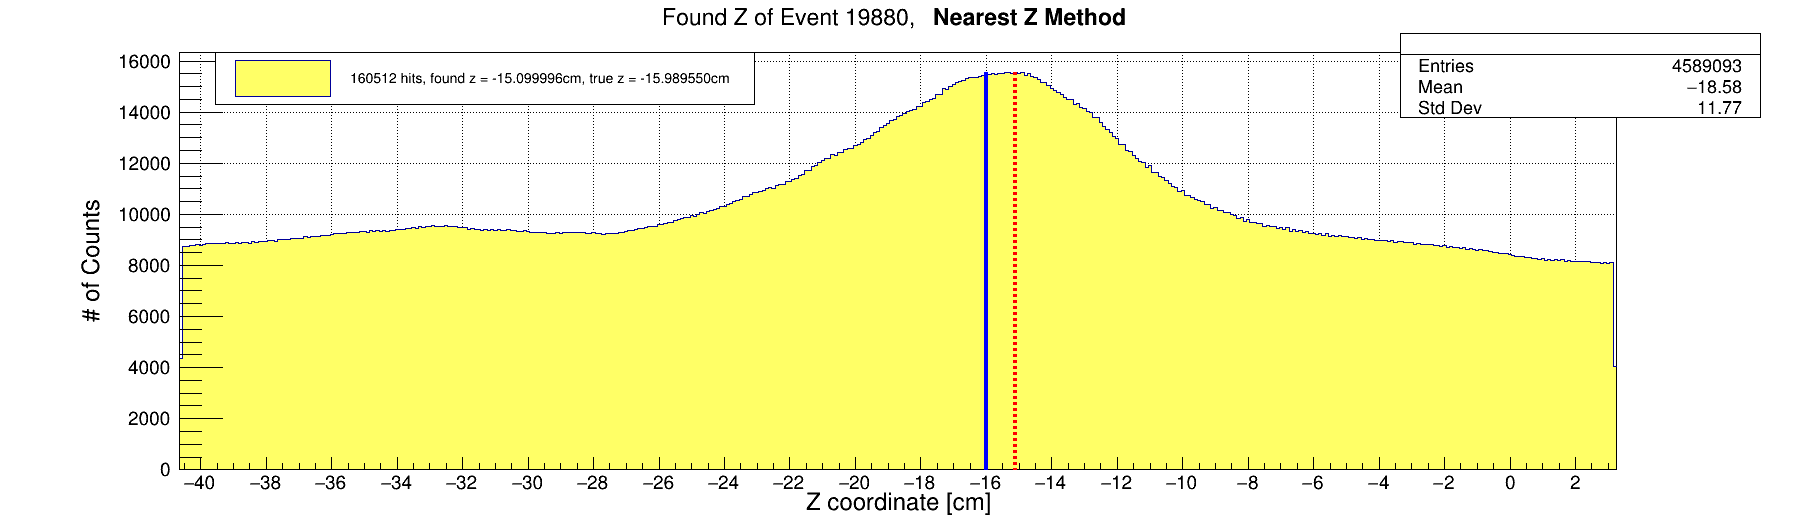 Found Z of Event 19880, Nearest Z Method
160512 hits, found z = -15.099996cm, true z = -15.989550cm
Entries 4589093
Mean −18.58
Std Dev 11.77
# of Counts
16000
14000
12000
10000
8000
6000
4000
2000
0
−40 −38 −36 −34 −32 −30 −28 −26 −24 −22 −20 −18 −16 −14 −12 −10 −8 −6 −4 −2 0 2
Z coordinate [cm]